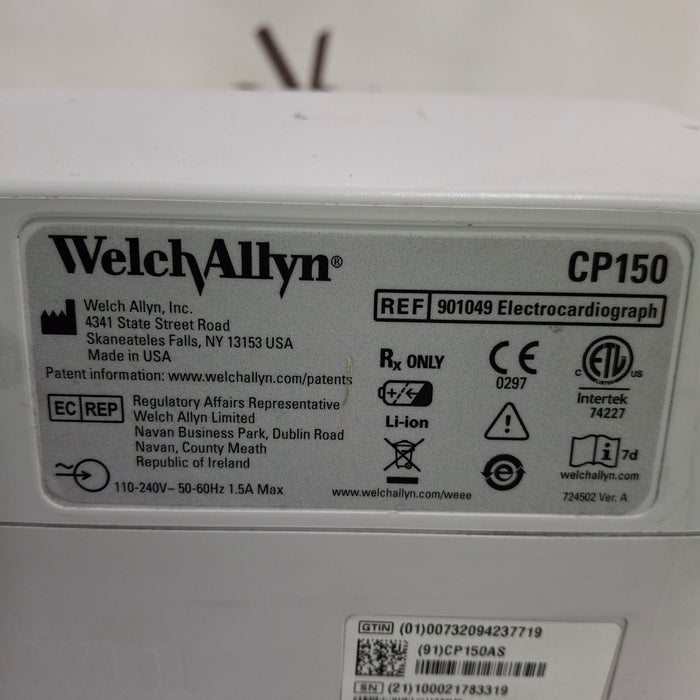 WelchAllyn®
CP150
REF 901049 Electrocardiograph
Welch Allyn, Inc.
4341 State Street Road
Skaneateles Falls, NY 13153 USA
Made in USA
Patent information: www.welchallyn.com/patents
EC REP
Regulatory Affairs Representative
Welch Allyn Limited
Navan Business Park, Dublin Road
Navan, County Meath
Republic of Ireland
110-240V~ 50-60Hz 1.5A Max
Rx ONLY
Li-ion
www.welchallyn.com/weee
CE
0297
e
c ETL us
Intertek
74227
i 7d
welchallyn.com
724502 Ver. A
GTIN (01)00732094237719
(91)CP150AS
SN (21)100021783319